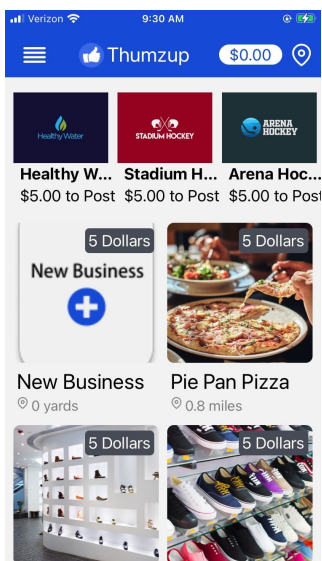 Verizon 9:30 AM
Thumzup $0.00
Healthy Water STADIUM HOCKEY ARENA HOCKEY
Healthy W... Stadium H... Arena Hoc...
$5.00 to Post $5.00 to Post $5.00 to Post
5 Dollars 5 Dollars
New Business
New Business Pie Pan Pizza
0 yards 0.8 miles
5 Dollars 5 Dollars